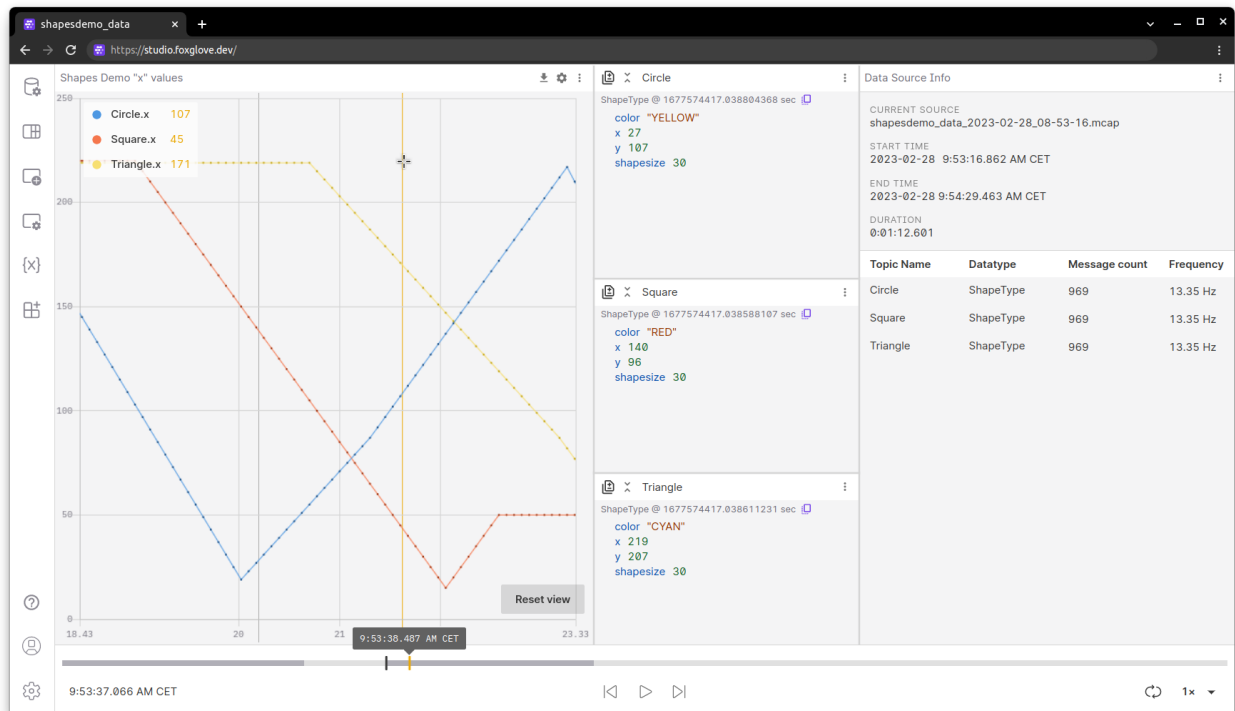 shapesdemo_data
https://studio.foxglove.dev/
Shapes Demo "x" values
250
200
150
100
50
0
18.43
20
21
23.33
Circle.x 107
Square.x 45
Triangle.x 171
Reset view
9:53:38.487 AM CET
Circle
ShapeType @ 1677574417.038804368 sec
color "YELLOW"
x 27
y 107
shapesize 30
Square
ShapeType @ 1677574417.038588107 sec
color "RED"
x 140
y 96
shapesize 30
Triangle
ShapeType @ 1677574417.038611231 sec
color "CYAN"
x 219
y 207
shapesize 30
Data Source Info
CURRENT SOURCE
shapesdemo_data_2023-02-28_08-53-16.mcap
START TIME
2023-02-28 9:53:16.862 AM CET
END TIME
2023-02-28 9:54:29.463 AM CET
DURATION
0:01:12.601
Topic Name Datatype Message count Frequency
Circle ShapeType 969 13.35 Hz
Square ShapeType 969 13.35 Hz
Triangle ShapeType 969 13.35 Hz
9:53:37.066 AM CET
1×